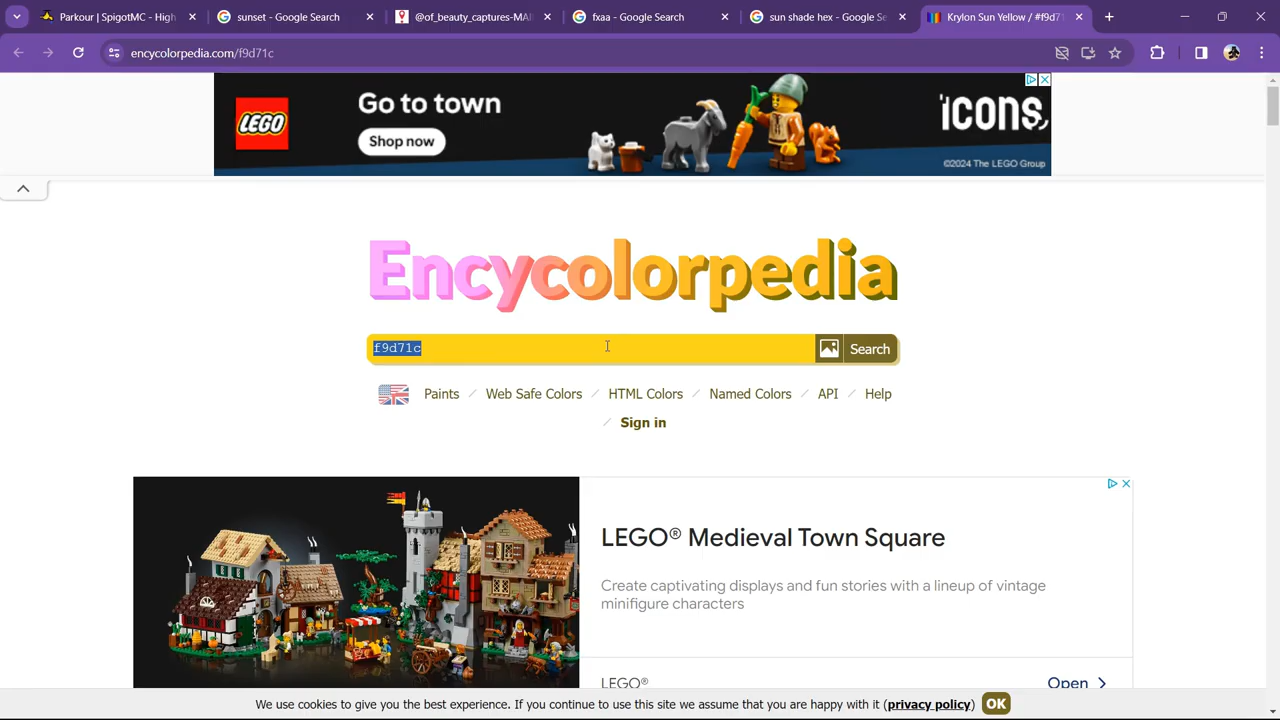 Parkour | SpigotMC - High
sunset - Google Search
@of_beauty_captures-MAI
fxaa - Google Search
sun shade hex - Google Se
Krylon Sun Yellow / #f9d71
encycolorpedia.com/f9d71c
LEGO
Go to town
Shop now
iCONS.
©2024 The LEGO Group
Encycolorpedia
f9d71c
Search
Paints / Web Safe Colors / HTML Colors / Named Colors / API / Help
/ Sign in
LEGO® Medieval Town Square
Create captivating displays and fun stories with a lineup of vintage
minifigure characters
LEGO®
Open
We use cookies to give you the best experience. If you continue to use this site we assume that you are happy with it (privacy policy)
OK